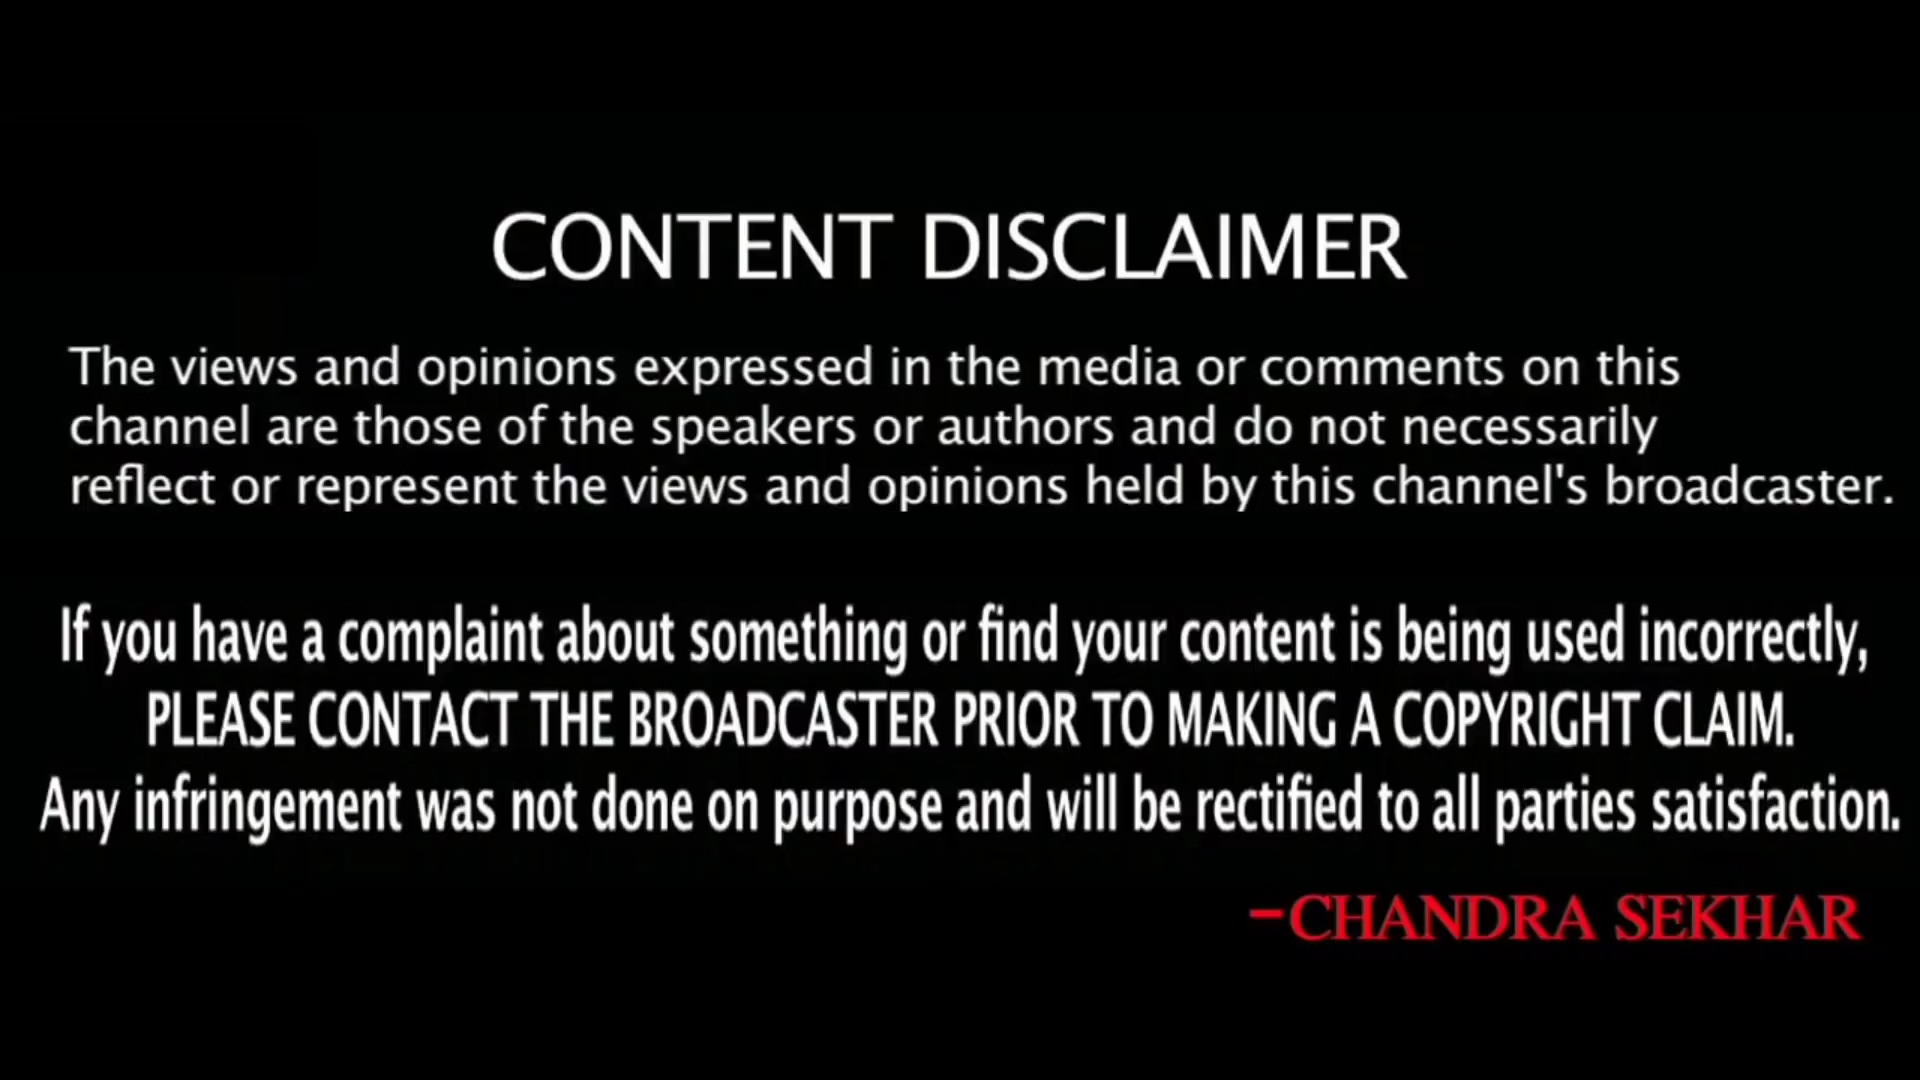 CONTENT DISCLAIMER
The views and opinions expressed in the media or comments on this
channel are those of the speakers or authors and do not necessarily
reflect or represent the views and opinions held by this channel's broadcaster.
If you have a complaint about something or find your content is being used incorrectly,
PLEASE CONTACT THE BROADCASTER PRIOR TO MAKING A COPYRIGHT CLAIM.
Any infringement was not done on purpose and will be rectified to all parties satisfaction.
-CHANDRA SEKHAR